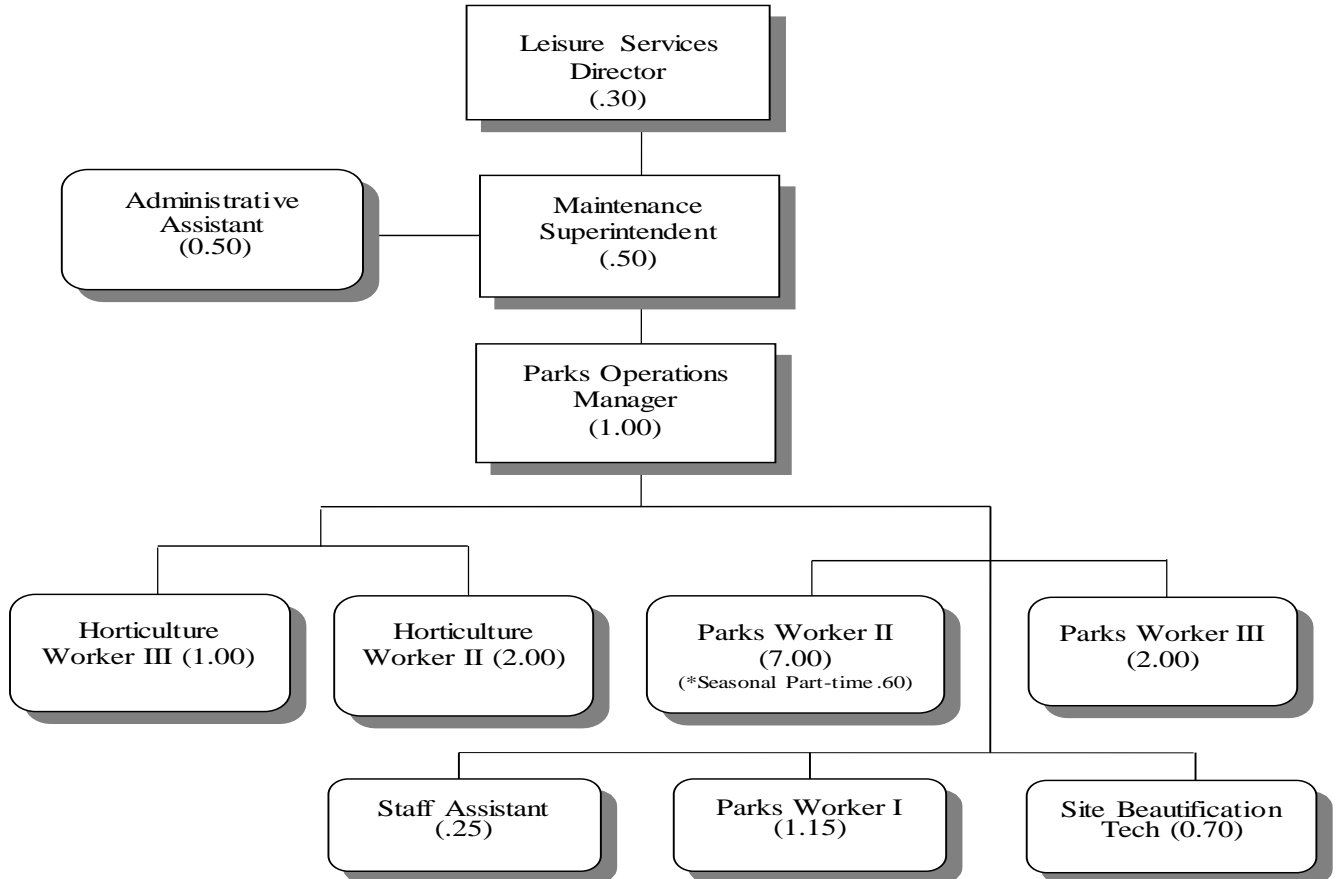 Leisure Services
Director
(.30)
Administrative
Assistant
(0.50)
Maintenance
Superintendent
(.50)
Parks Operations
Manager
(1.00)
Horticulture
Worker III (1.00)
Horticulture
Worker II (2.00)
Parks Worker II
(7.00)
(*Seasonal Part-time .60)
Parks Worker III
(2.00)
Staff Assistant
(.25)
Parks Worker I
(1.15)
Site Beautification
Tech (0.70)